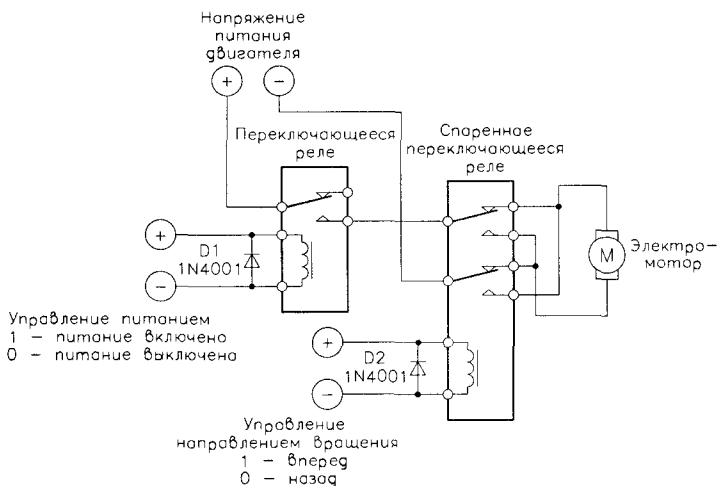 Напряжение
питания
двигателя
+ −
Переключающееся
реле
Спаренное
переключающееся
реле
+
D1
1N4001
−
M
Электро-
мотор
Управление питанием
1 – питание включено
0 – питание выключена
+
D2
1N4001
−
Управление
направлением вращения
1 – вперед
0 – назад